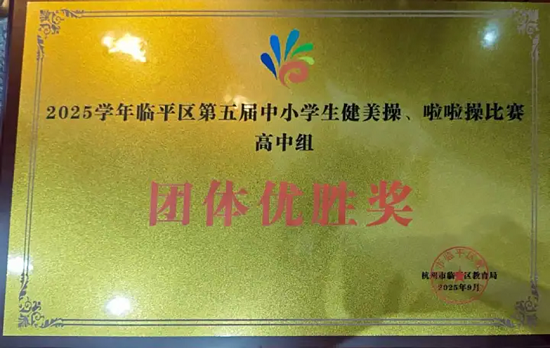 2025学年临平区第五届中小学生健美操、啦啦操比赛
高中组
团体优胜奖
杭州市临平区教育局
2025年9月